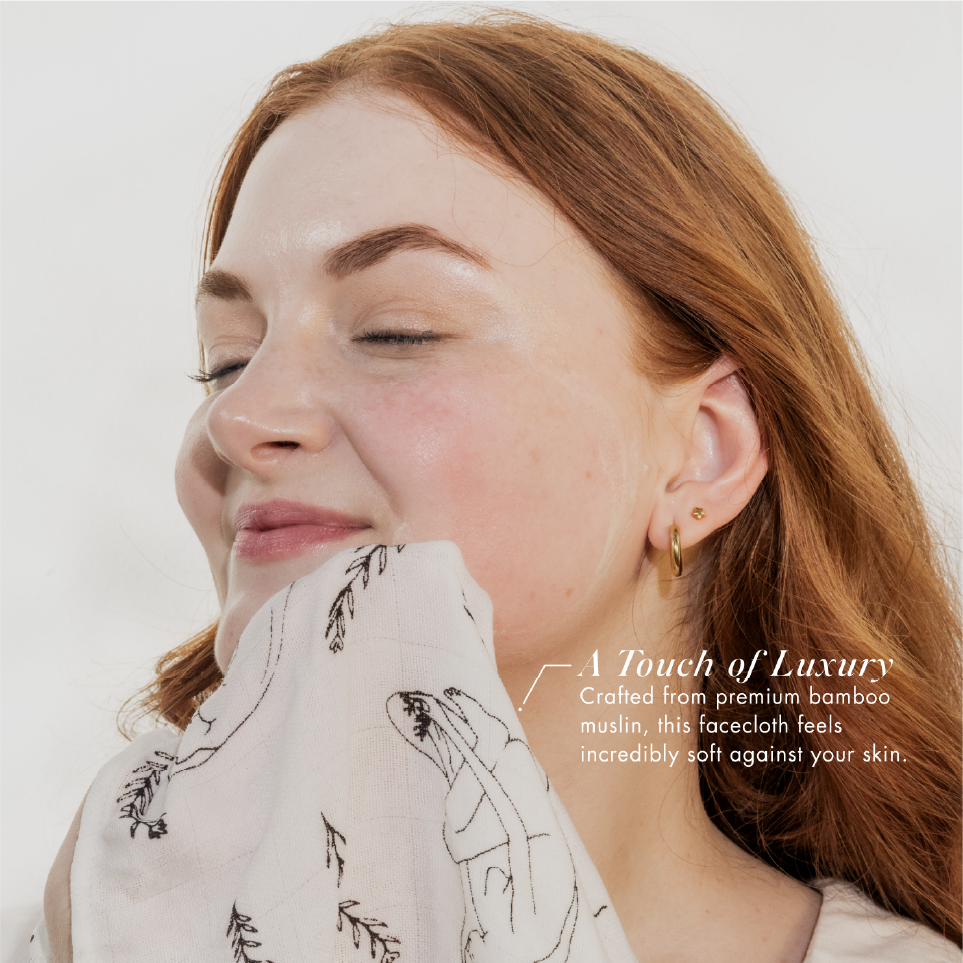 A Touch of Luxury
Crafted from premium bamboo
muslin, this facecloth feels
incredibly soft against your skin.